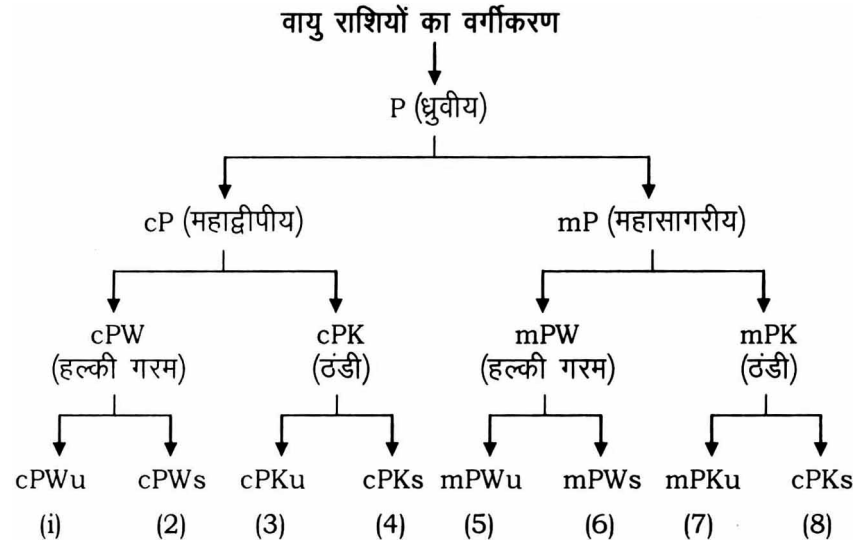 वायु राशियों का वर्गीकरण
P (ध्रुवीय)
cP (महाद्वीपीय) mP (महासागरीय)
cPW cPK mPW mPK
(हल्की गरम) (ठंडी) (हल्की गरम) (ठंडी)
cPWu cPWs cPKu cPKs mPWu mPWs mPKu cPKs
(i) (2) (3) (4) (5) (6) (7) (8)